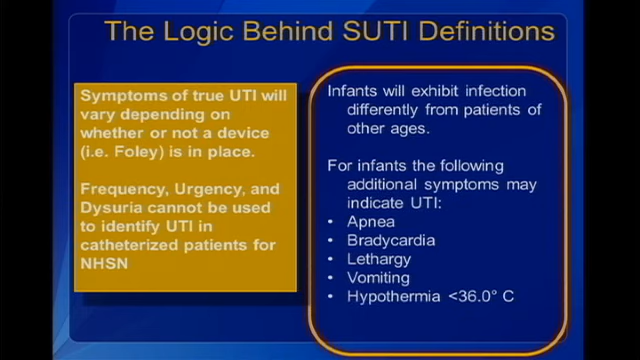 The Logic Behind SUTI Definitions
Symptoms of true UTI will
vary depending on
whether or not a device
(i.e. Foley) is in place.
Frequency, Urgency, and
Dysuria cannot be used
to identify UTI in
catheterized patients for
NHSN
Infants will exhibit infection
differently from patients of
other ages.
For infants the following
additional symptoms may
indicate UTI:
• Apnea
• Bradycardia
• Lethargy
• Vomiting
• Hypothermia <36.0° C